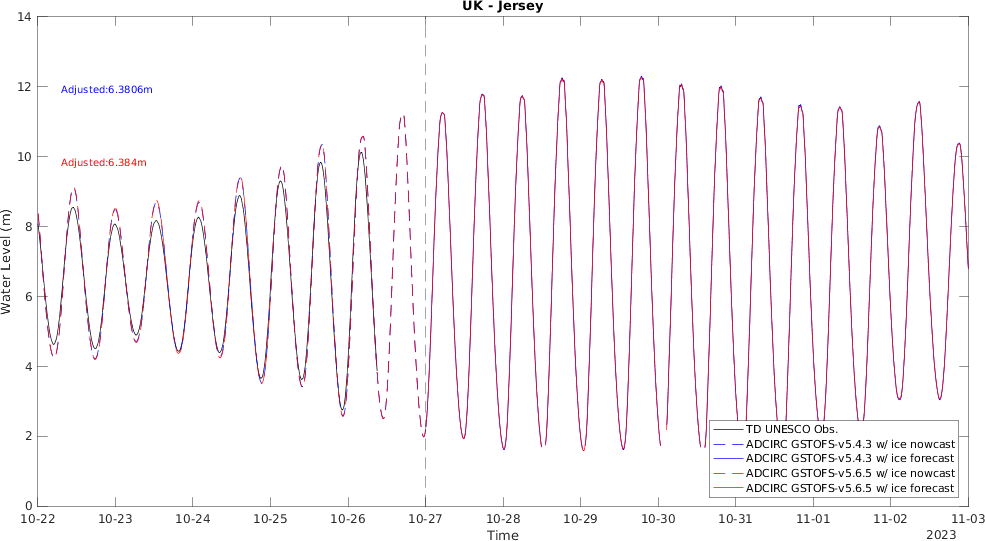 UK - Jersey
14
12
10
8
6
4
2
0
Water Level (m)
Adjusted:6.3806m
Adjusted:6.384m
TD UNESCO Obs.
ADCIRC GSTOFS-v5.4.3 w/ ice nowcast
ADCIRC GSTOFS-v5.4.3 w/ ice forecast
ADCIRC GSTOFS-v5.6.5 w/ ice nowcast
ADCIRC GSTOFS-v5.6.5 w/ ice forecast
10-22 10-23 10-24 10-25 10-26 10-27 10-28 10-29 10-30 10-31 11-01 11-02 11-03
Time
2023